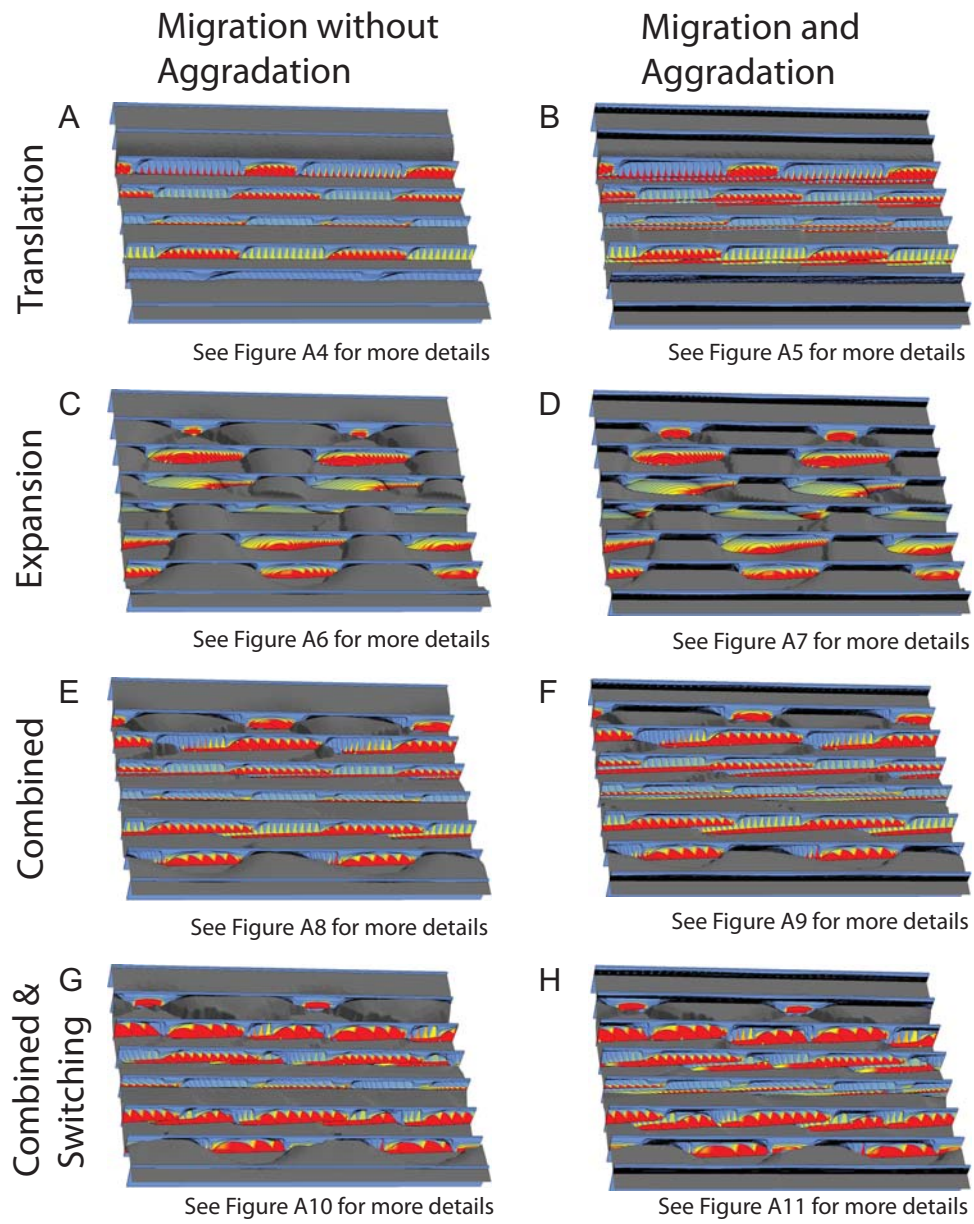 Migration without
Aggradation
Migration and
Aggradation
Translation
A
B
See Figure A4 for more details
See Figure A5 for more details
Expansion
C
D
See Figure A6 for more details
See Figure A7 for more details
Combined
E
F
See Figure A8 for more details
See Figure A9 for more details
Combined &
Switching
G
H
See Figure A10 for more details
See Figure A11 for more details